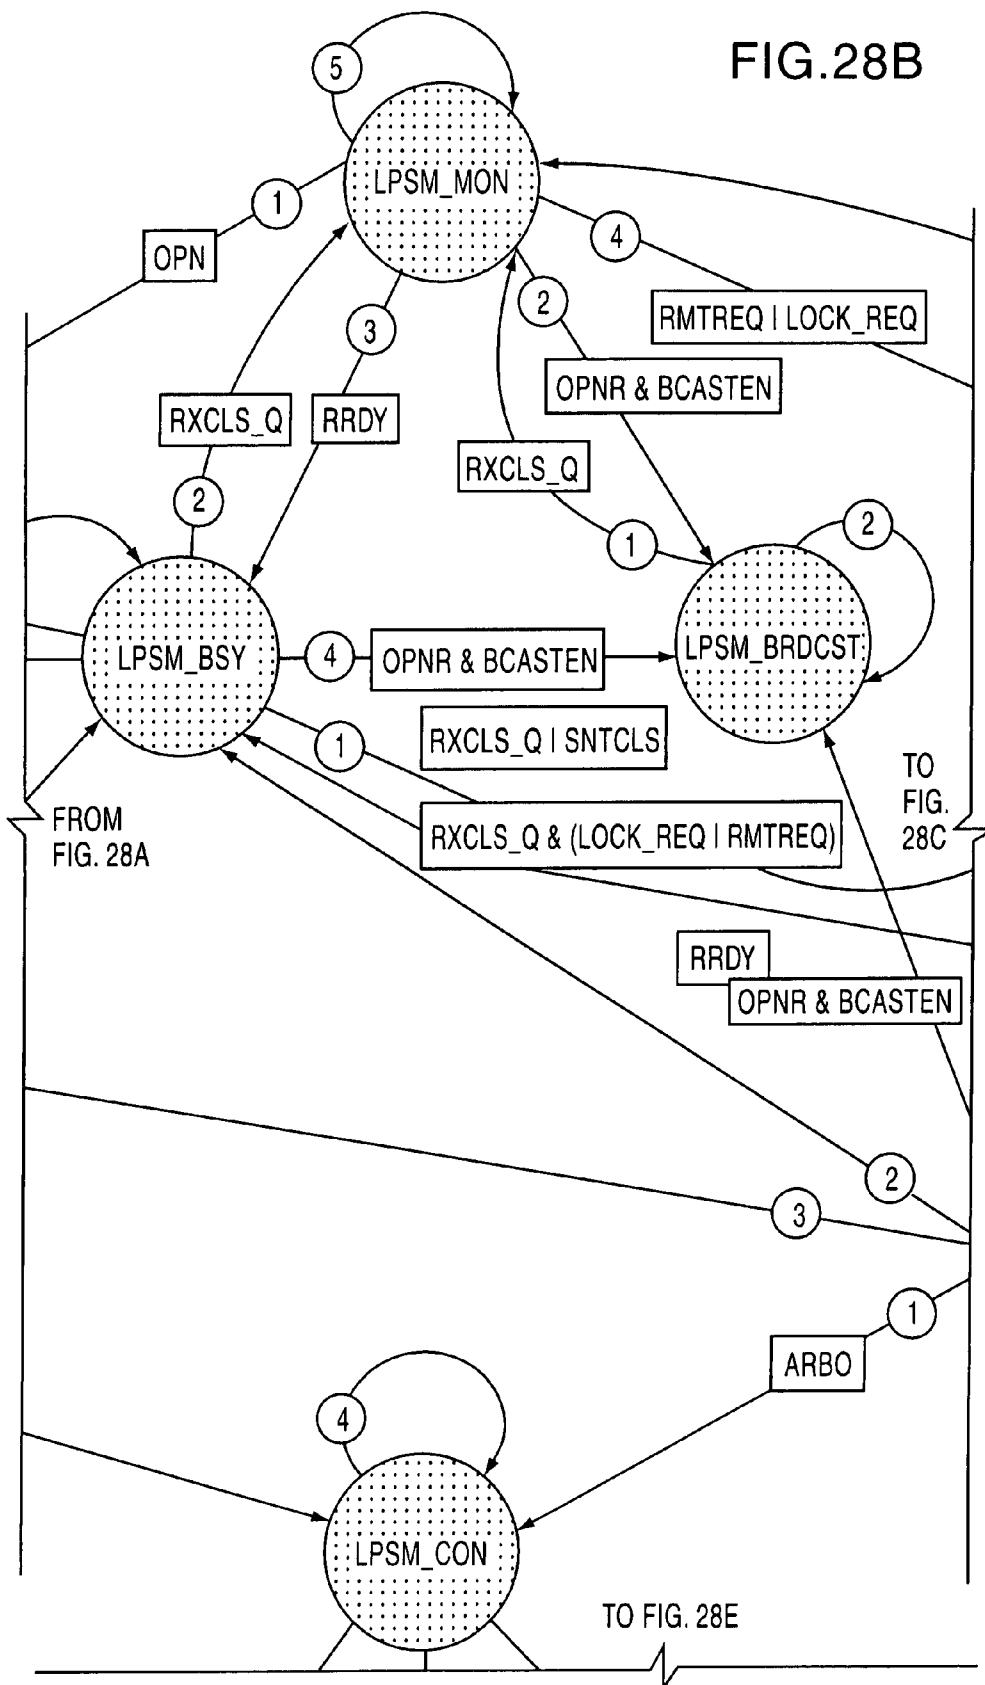 FIG.28B
5
LPSM_MON
1
4
OPN
2
3
RMTREQ | LOCK_REQ
OPNR & BCASTEN
RXCLS_Q
RRDY
RXCLS_Q
2
2
1
LPSM_BSY
4
OPNR & BCASTEN
LPSM_BRDCST
RXCLS_Q | SNTCLS
1
TO
FIG.
28C
FROM
FIG. 28A
RXCLS_Q & (LOCK_REQ | RMTREQ)
RRDY
OPNR & BCASTEN
2
3
1
ARBO
4
LPSM_CON
TO FIG. 28E